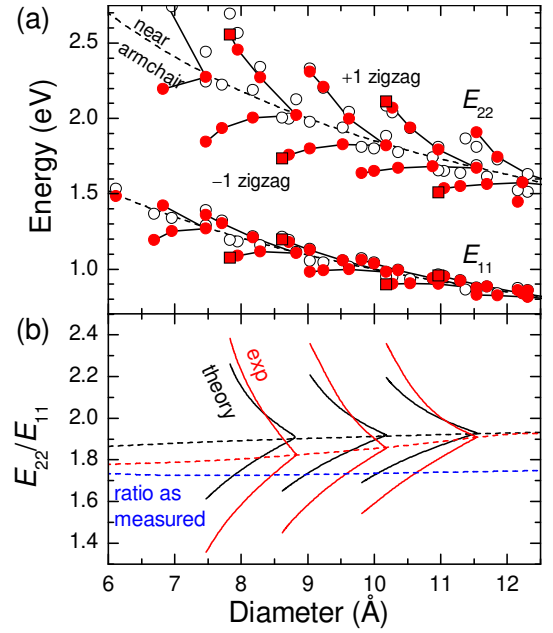 (a)
2.5
2.0
1.5
1.0
Energy (eV)
near
armchair
+1 zigzag
E22
−1 zigzag
E11
(b)
2.4
2.2
2.0
1.8
1.6
1.4
E22/E11
exp
theory
ratio as
measured
6 7 8 9 10 11 12
Diameter (Å)